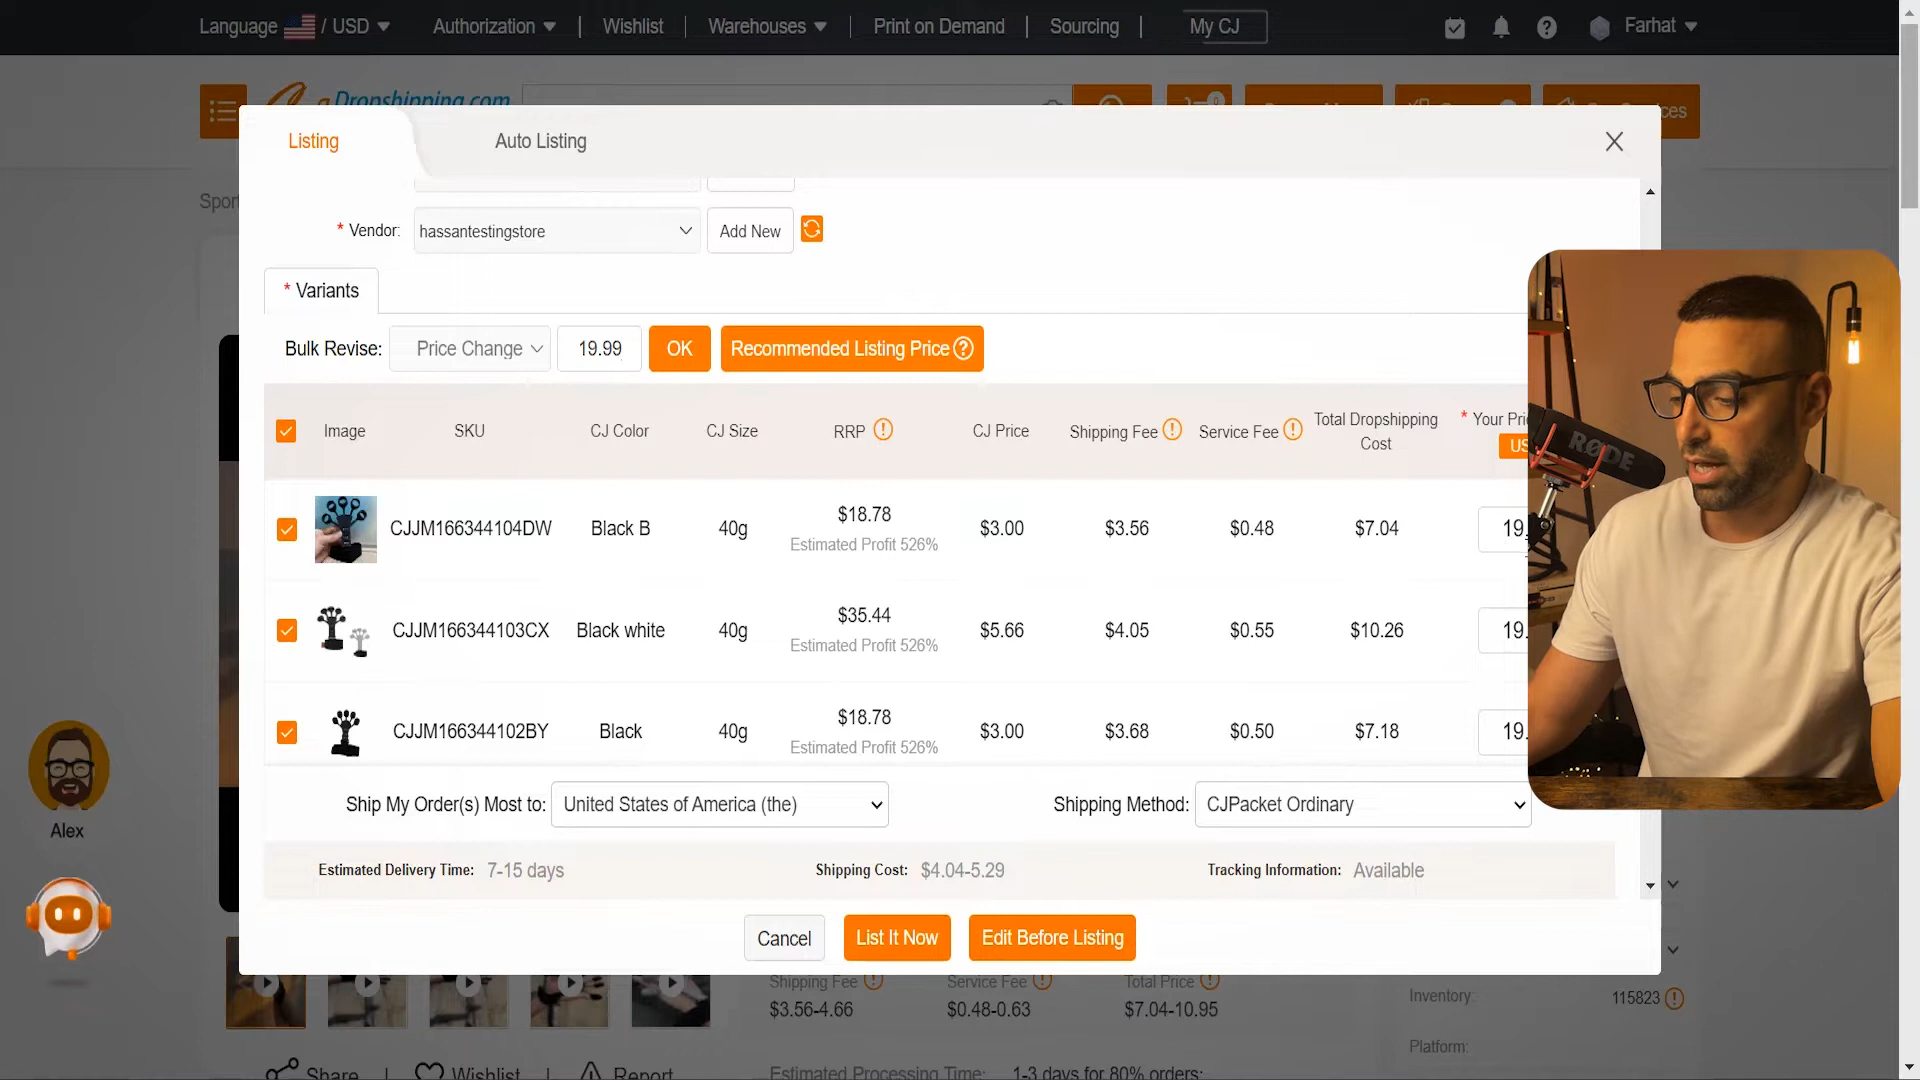 Language / USD Authorization Wishlist Warehouses Print on Demand Sourcing My CJ Farhat
Dropshipping.com
Listing Auto Listing
* Vendor: hassantestingstore Add New
* Variants
Bulk Revise: Price Change 19.99 OK Recommended Listing Price
Image SKU CJ Color CJ Size RRP CJ Price Shipping Fee Service Fee Total Dropshipping Cost * Your
CJJM166344104DW Black B 40g $18.78 $3.00 $3.56 $0.48 $7.04 19.
Estimated Profit 526%
CJJM166344103CX Black white 40g $35.44 $5.66 $4.05 $0.55 $10.26 19.
Estimated Profit 526%
CJJM166344102BY Black 40g $18.78 $3.00 $3.68 $0.50 $7.18 19.
Estimated Profit 526%
RØDE
Ship My Order(s) Most to: United States of America (the) Shipping Method: CJPacket Ordinary
Alex
Estimated Delivery Time: 7-15 days Shipping Cost: $4.04-5.29 Tracking Information: Available
Cancel List It Now Edit Before Listing
Shipping Fee Service Fee Total Price
$3.56-4.66 $0.48-0.63 $7.04-10.95
Inventory: 115823
Platform:
Share Wishlist Report
Estimated Processing Time: 1-3 days for 80% orders;